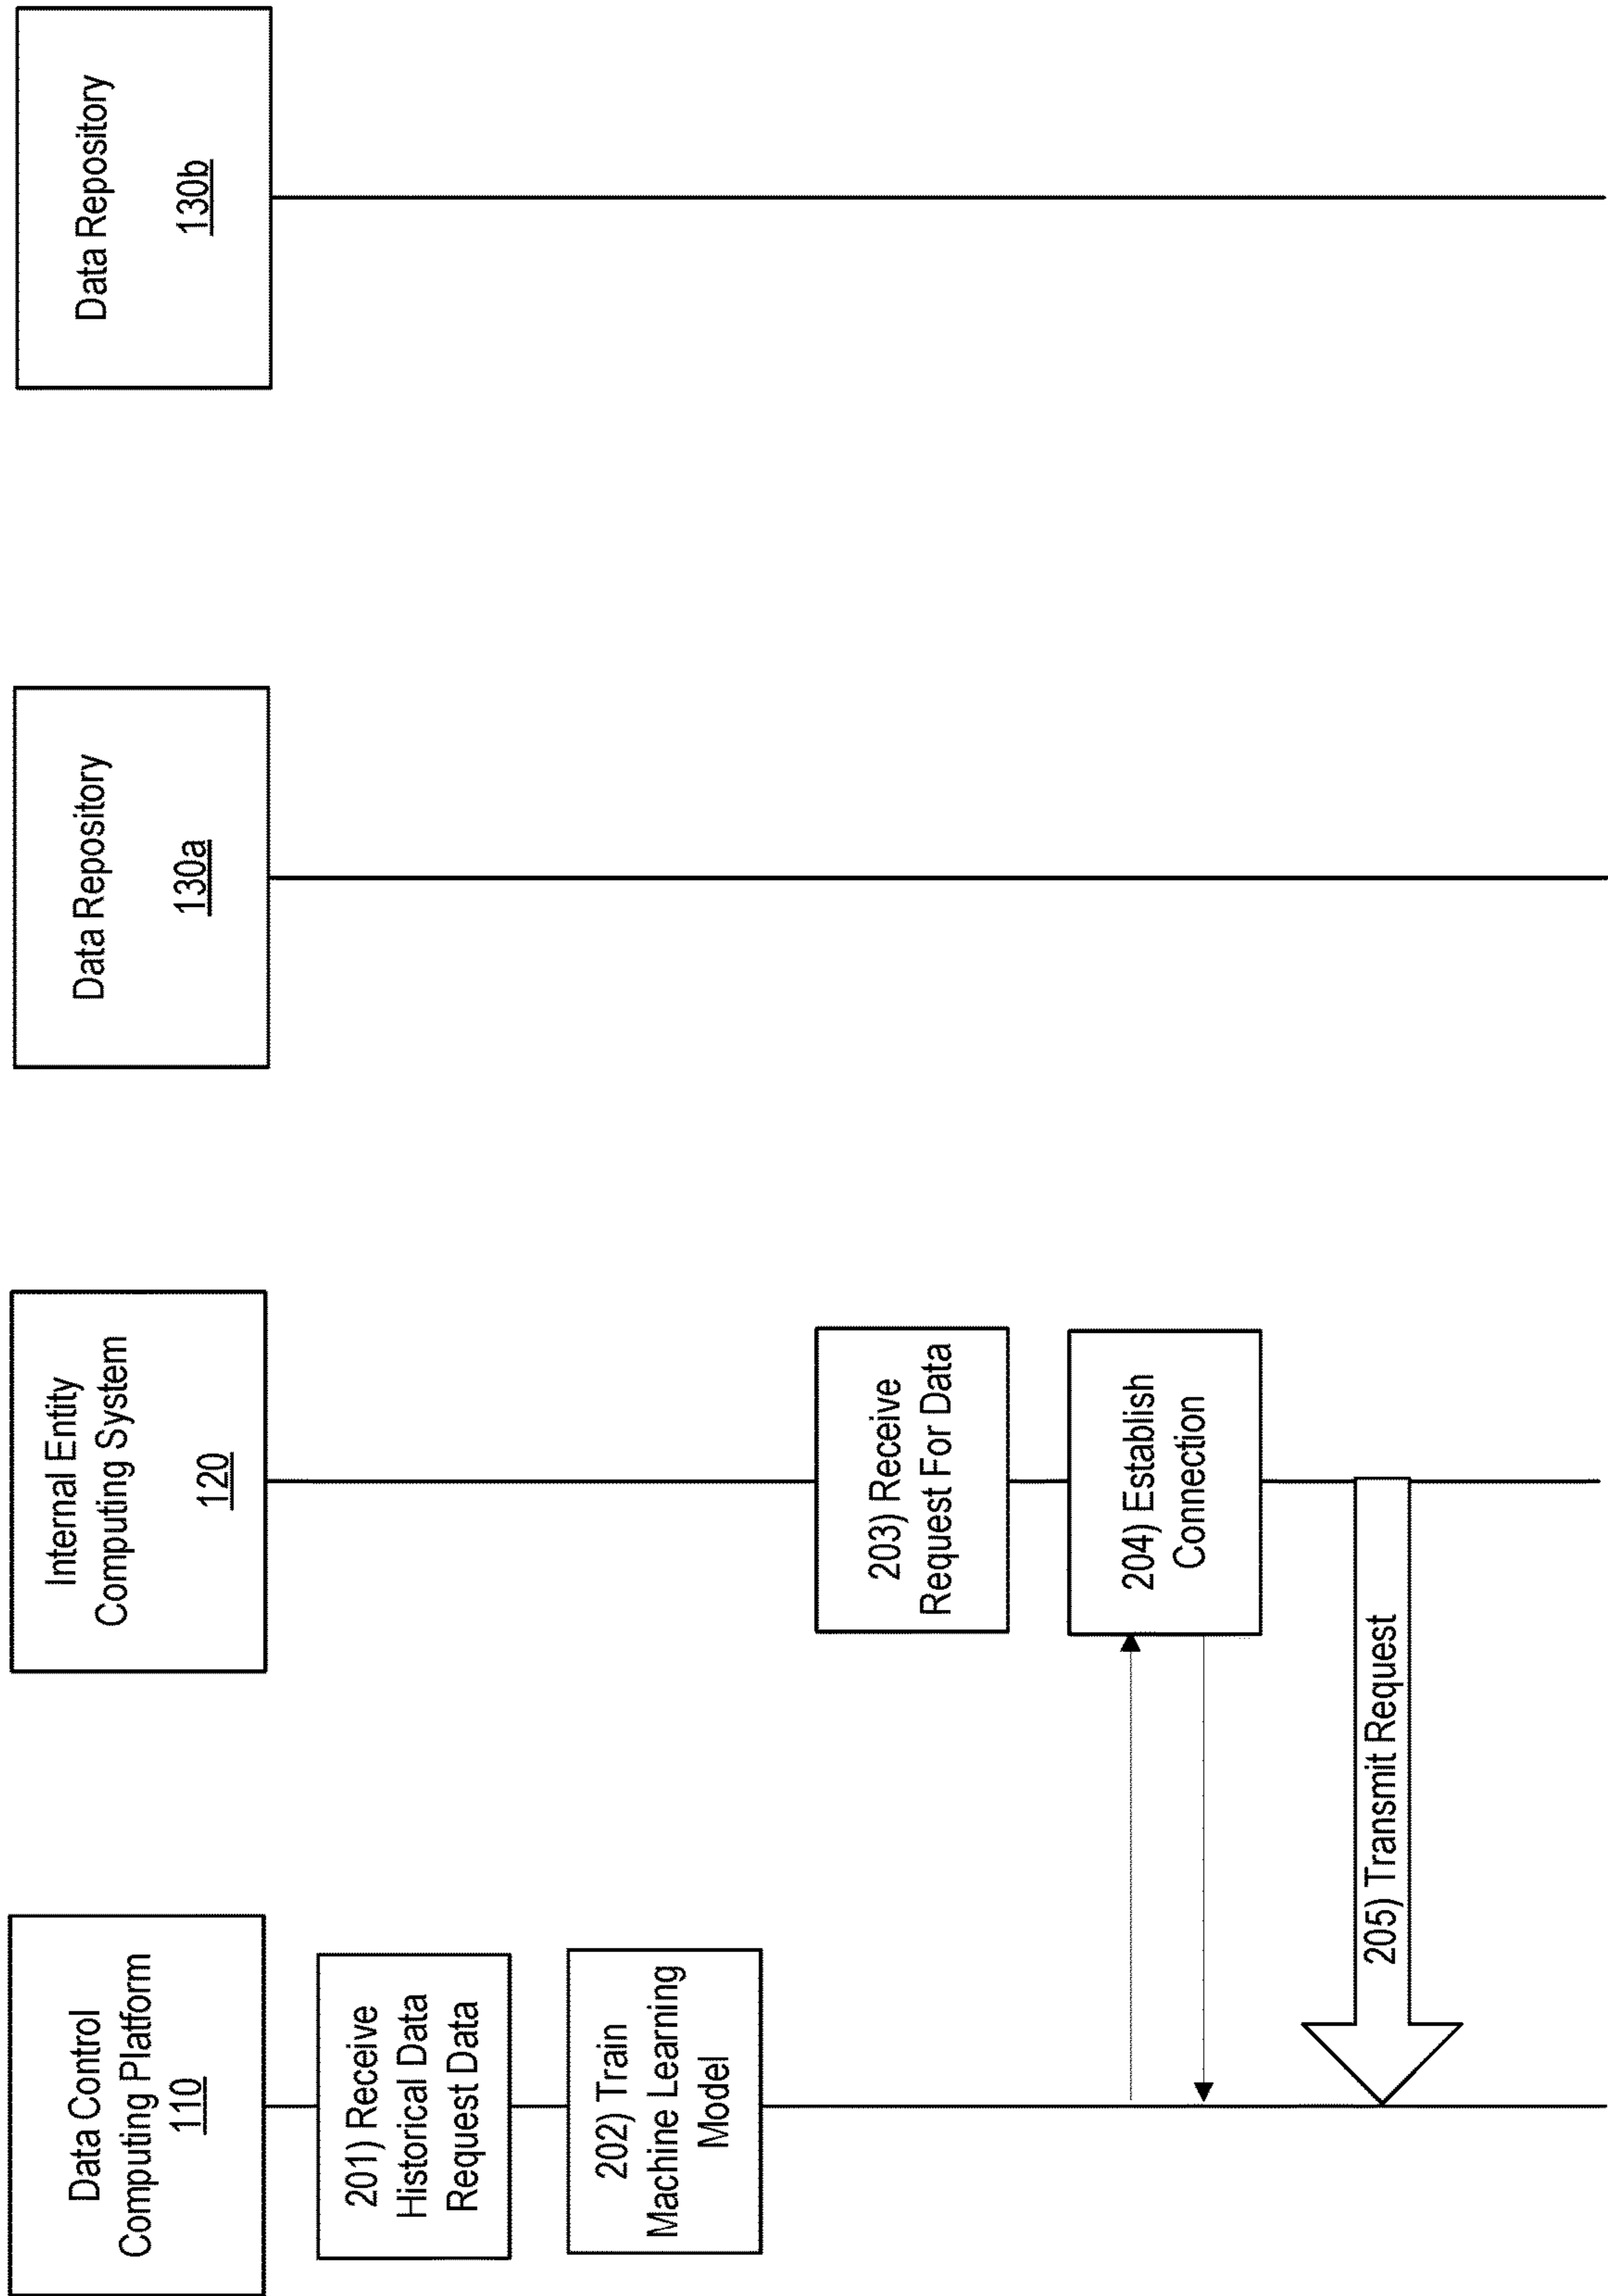 Data Control
Computing Platform
110
Internal Entity
Computing System
120
Data Repository
130a
Data Repository
130b
201) Receive
Historical Data
Request Data
202) Train
Machine Learning
Model
203) Receive
Request For Data
204) Establish
Connection
205) Transmit Request